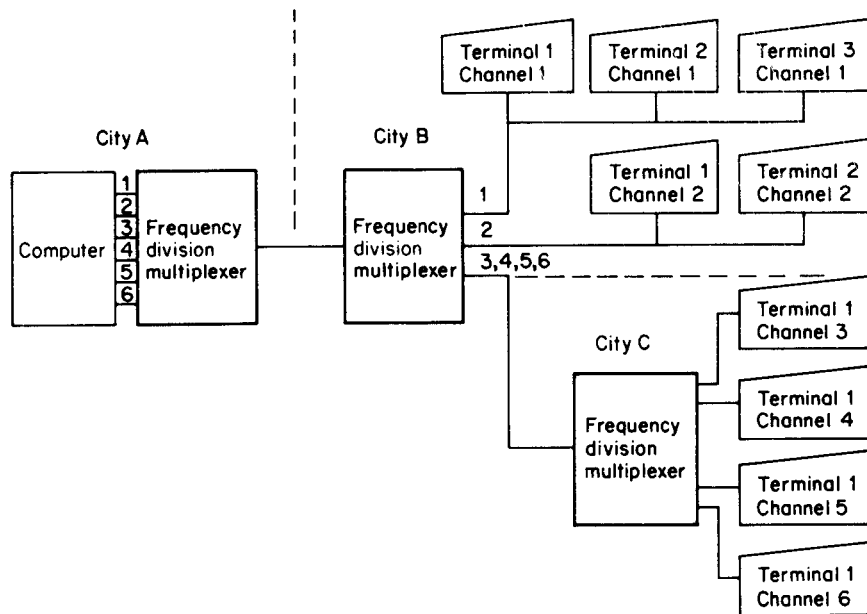 Terminal 1
Channel 1
Terminal 2
Channel 1
Terminal 3
Channel 1
City A
City B
Computer
1
2
3
4
5
6
Frequency
division
multiplexer
Frequency
division
multiplexer
1
2
3,4,5,6
Terminal 1
Channel 2
Terminal 2
Channel 2
City C
Frequency
division
multiplexer
Terminal 1
Channel 3
Terminal 1
Channel 4
Terminal 1
Channel 5
Terminal 1
Channel 6